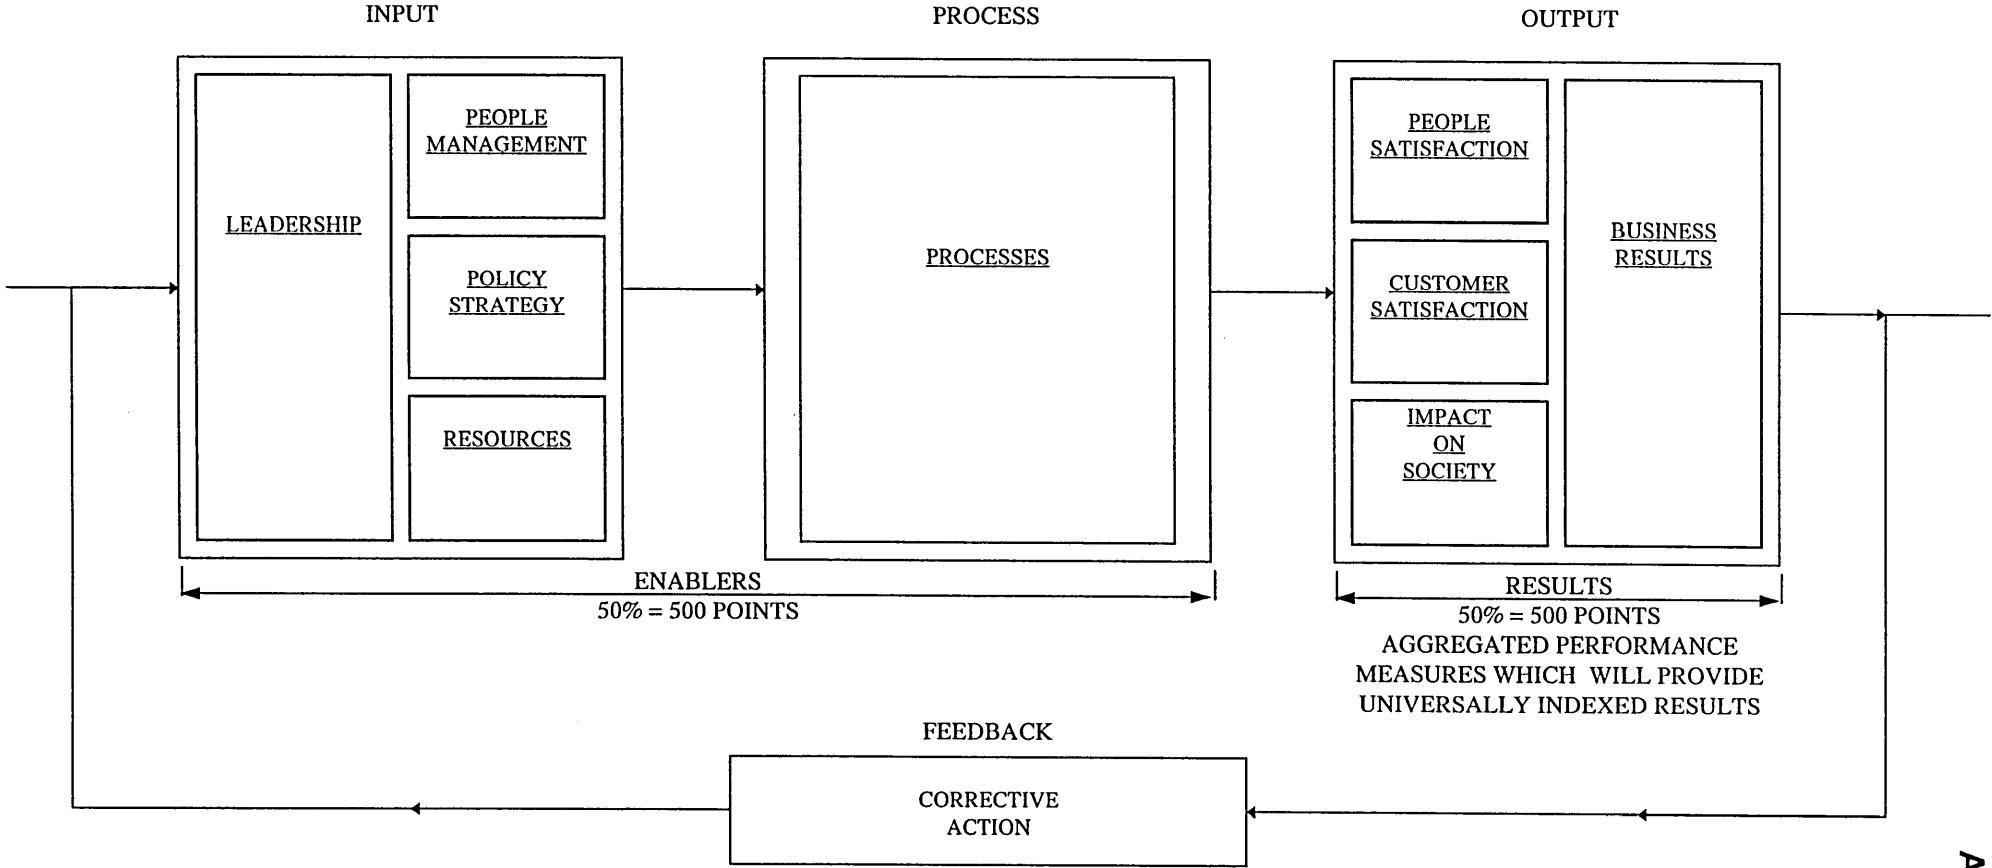 INPUT
PROCESS
OUTPUT
LEADERSHIP
PEOPLE
MANAGEMENT
POLICY
STRATEGY
RESOURCES
PROCESSES
PEOPLE
SATISFACTION
CUSTOMER
SATISFACTION
IMPACT
ON
SOCIETY
BUSINESS
RESULTS
ENABLERS
50% = 500 POINTS
RESULTS
50% = 500 POINTS
AGGREGATED PERFORMANCE
MEASURES WHICH WILL PROVIDE
UNIVERSALLY INDEXED RESULTS
FEEDBACK
CORRECTIVE
ACTION
A